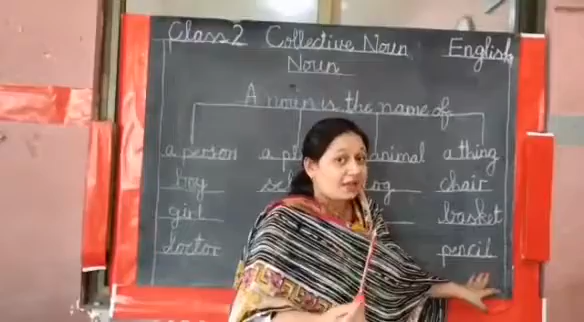 Class 2 Collective Noun English
Noun
A noun is the name of
a person a animal a thing
boy chair
girl basket
doctor pencil